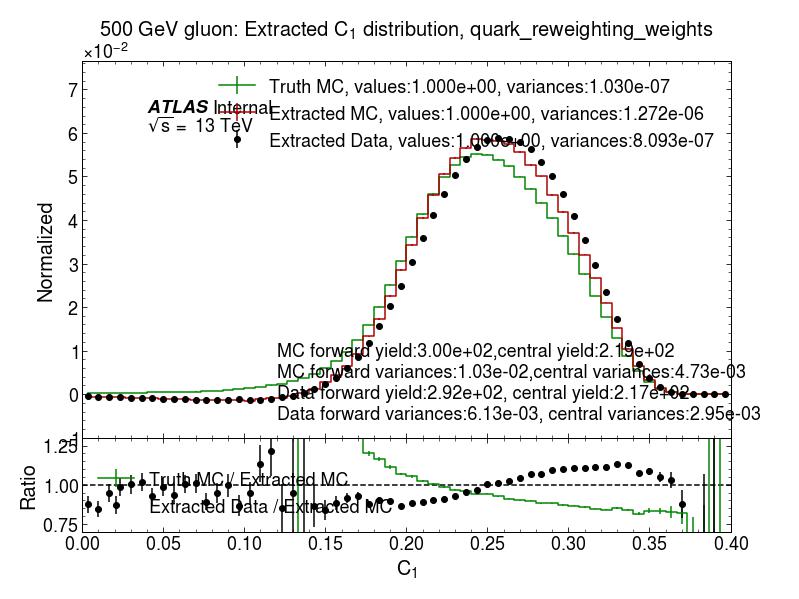 500 GeV gluon: Extracted C₁ distribution, quark_reweighting_weights
×10⁻²
Truth MC, values:1.000e+00, variances:1.030e-07
ATLAS Internal
Extracted MC, values:1.000e+00, variances:1.272e-06
√s = 13 TeV
Extracted Data, values:1.000e+00, variances:8.093e-07
7
6
5
4
3
2
1
0
Normalized
MC forward yield:3.00e+02,central yield:2.19e+02
MC forward variances:1.03e-02,central variances:4.73e-03
Data forward yield:2.92e+02, central yield:2.17e+02
Data forward variances:6.13e-03, central variances:2.95e-03
1.25
1.00
0.75
Ratio
Truth MC / Extracted MC
Extracted Data / Extracted MC
0.00 0.05 0.10 0.15 0.20 0.25 0.30 0.35 0.40
C₁